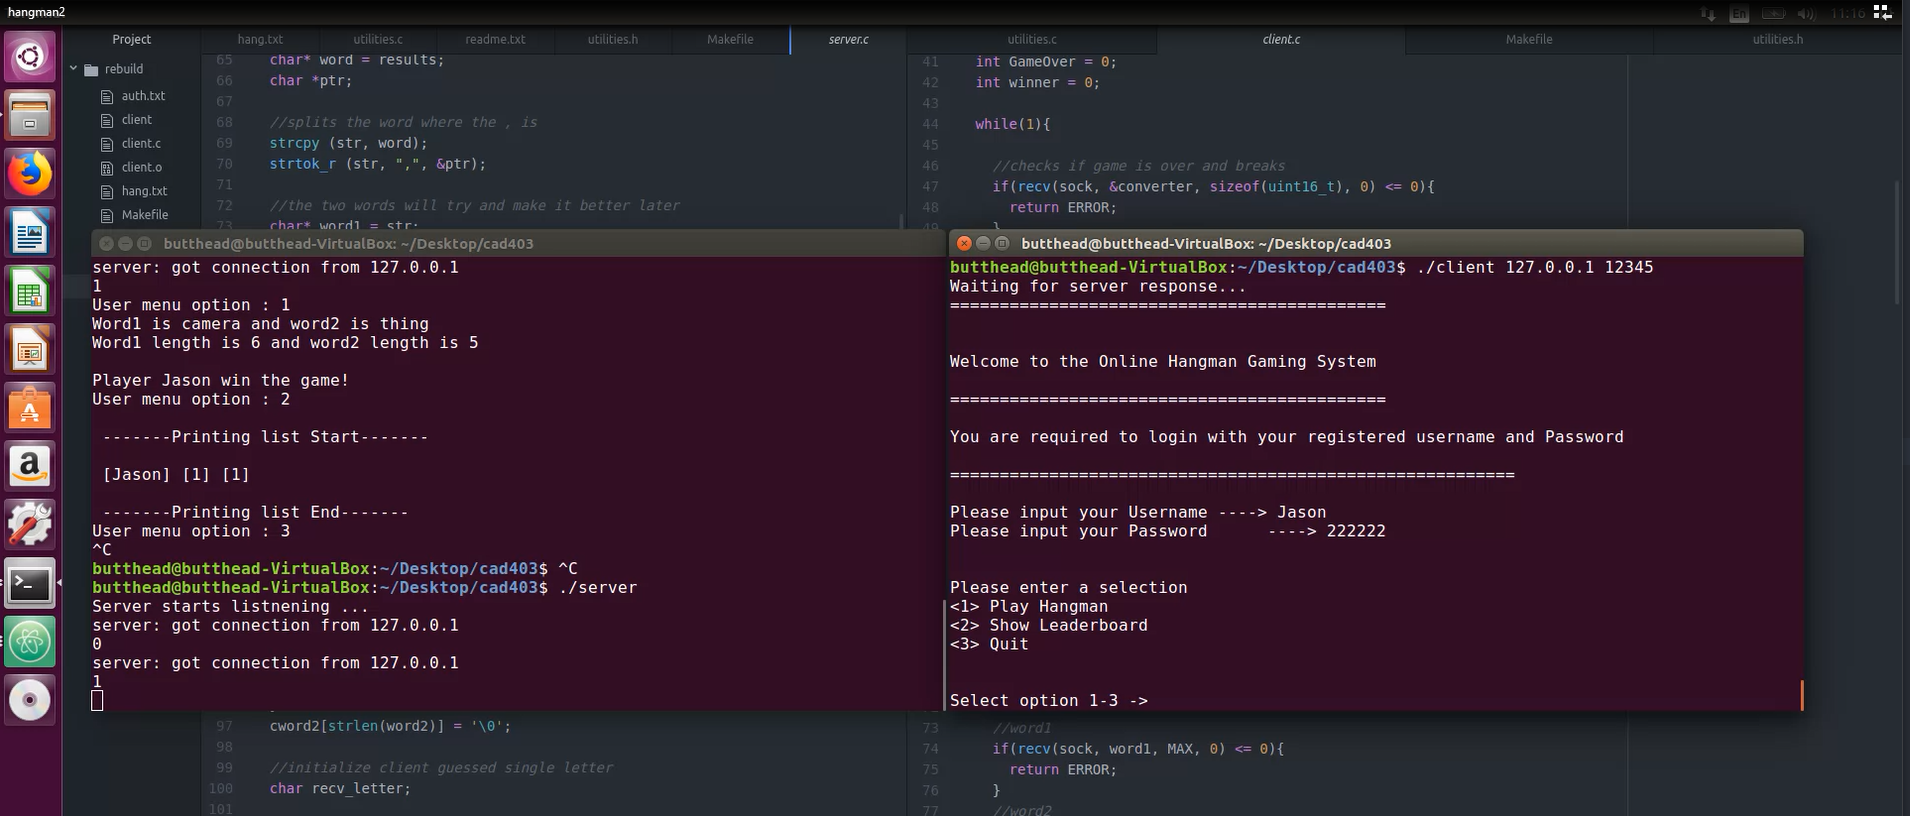 hangman2
En
11:16
Project
hang.txt
utilities.c
readme.txt
utilities.h
Makefile
server.c
utilities.c
client.c
Makefile
utilities.h
rebuild
auth.txt
client
client.c
client.o
hang.txt
Makefile
65 char* word = results;
66 char *ptr;
67
68 //splits the word where the , is
69 strcpy (str, word);
70 strtok_r (str, ",", &ptr);
71
72 //the two words will try and make it better later
73 char* word1 = str;
41 int GameOver = 0;
42 int winner = 0;
43
44 while(1){
45
46 //checks if game is over and breaks
47 if(recv(sock, &converter, sizeof(uint16_t), 0) <= 0){
48 return ERROR;
49 }
butthead@butthead-VirtualBox: ~/Desktop/cad403
server: got connection from 127.0.0.1
1
User menu option : 1
Word1 is camera and word2 is thing
Word1 length is 6 and word2 length is 5
Player Jason win the game!
User menu option : 2
-------Printing list Start-------
[Jason] [1] [1]
-------Printing list End-------
User menu option : 3
^C
butthead@butthead-VirtualBox:~/Desktop/cad403$ ^C
butthead@butthead-VirtualBox:~/Desktop/cad403$ ./server
Server starts listnening ...
server: got connection from 127.0.0.1
0
server: got connection from 127.0.0.1
1
butthead@butthead-VirtualBox: ~/Desktop/cad403
butthead@butthead-VirtualBox:~/Desktop/cad403$ ./client 127.0.0.1 12345
Waiting for server response...
============================================
Welcome to the Online Hangman Gaming System
============================================
You are required to login with your registered username and Password
=========================================================
Please input your Username ----> Jason
Please input your Password ----> 222222
Please enter a selection
<1> Play Hangman
<2> Show Leaderboard
<3> Quit
Select option 1-3 ->
97 cword2[strlen(word2)] = '\0';
98
99 //initialize client guessed single letter
100 char recv_letter;
101
73 //word1
74 if(recv(sock, word1, MAX, 0) <= 0){
75 return ERROR;
76 }
77 //word2